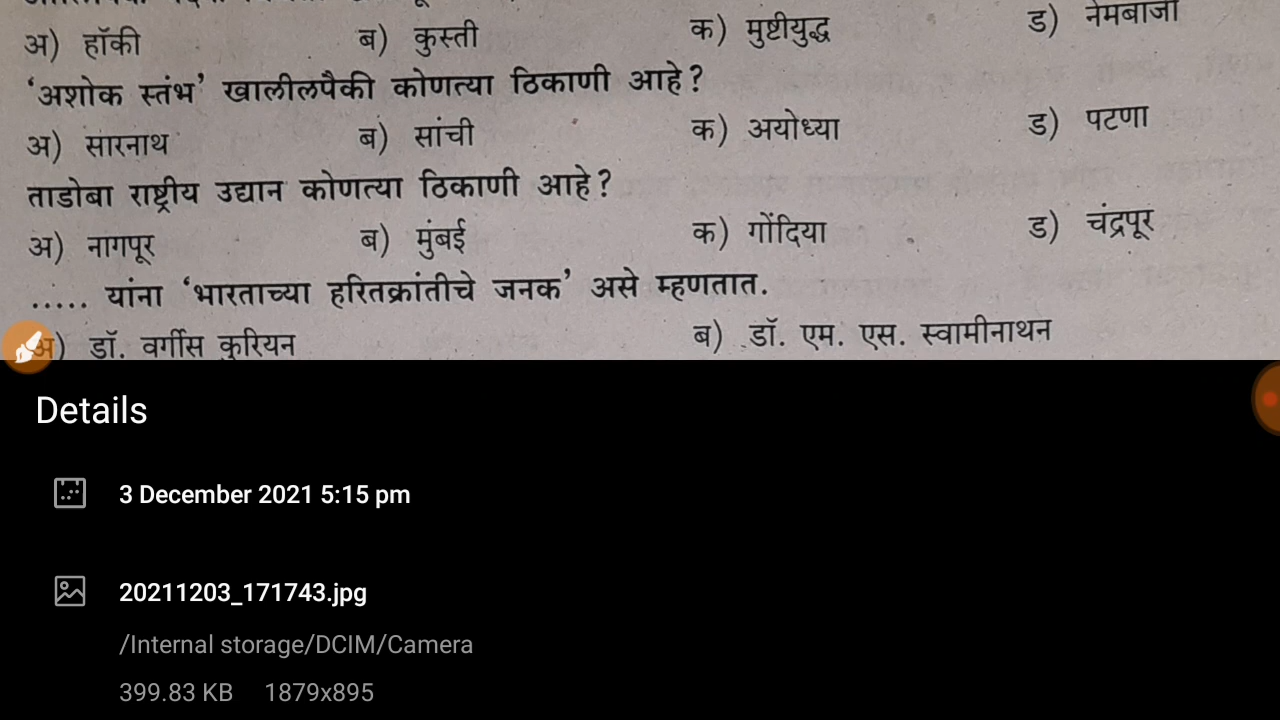 अ) हॉकी ब) कुस्ती क) मुष्टीयुद्ध ड) नेमबाजी
‘अशोक स्तंभ’ खालीलपैकी कोणत्या ठिकाणी आहे?
अ) सारनाथ ब) सांची क) अयोध्या ड) पटणा
ताडोबा राष्ट्रीय उद्यान कोणत्या ठिकाणी आहे?
अ) नागपूर ब) मुंबई क) गोंदिया ड) चंद्रपूर
..... यांना ‘भारताच्या हरितक्रांतीचे जनक’ असे म्हणतात.
अ) डॉ. वर्गीस कुरियन ब) डॉ. एम. एस. स्वामीनाथन
Details
3 December 2021 5:15 pm
20211203_171743.jpg
/Internal storage/DCIM/Camera
399.83 KB 1879x895